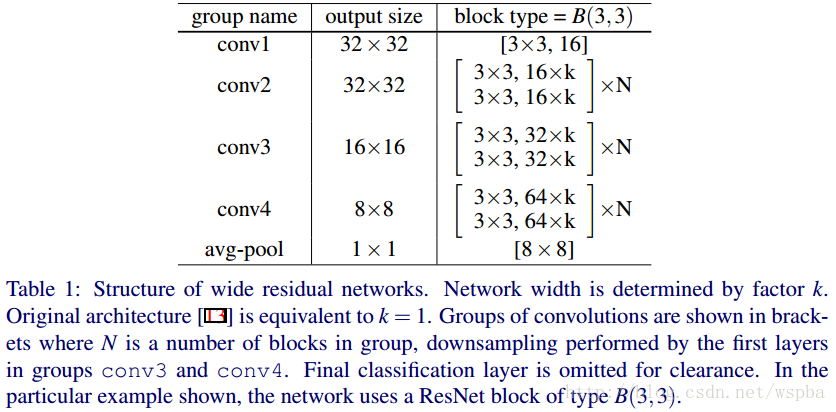 group name output size block type = B(3,3)
conv1 32 × 32 [3×3, 16]
conv2 32×32 [ 3×3, 16×k
3×3, 16×k ] ×N
conv3 16×16 [ 3×3, 32×k
3×3, 32×k ] ×N
conv4 8×8 [ 3×3, 64×k
3×3, 64×k ] ×N
avg-pool 1 × 1 [8 × 8]
Table 1: Structure of wide residual networks. Network width is determined by factor k.
Original architecture [13] is equivalent to k = 1. Groups of convolutions are shown in brack-
ets where N is a number of blocks in group, downsampling performed by the first layers
in groups conv3 and conv4. Final classification layer is omitted for clearance. In the
particular example shown, the network uses a ResNet block of type B(3,3).
http://blog.csdn.net/wspba